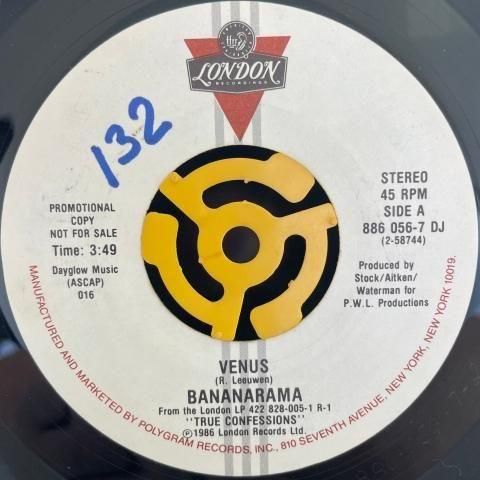 LONDON
RECORDINGS
132
PROMOTIONAL
COPY
NOT FOR SALE
Time: 3:49
Dayglow Music
(ASCAP)
016
STEREO
45 RPM
SIDE A
886 056-7 DJ
(2-58744)
Produced by
Stock/Aitken/
Waterman for
P.W.L. Productions
VENUS
(R. Leeuwen)
BANANARAMA
From the London LP 422 828-005-1 R-1
"TRUE CONFESSIONS"
℗1986 London Records Ltd.
MANUFACTURED AND MARKETED BY POLYGRAM RECORDS, INC., 810 SEVENTH AVENUE, NEW YORK, NEW YORK 10019.